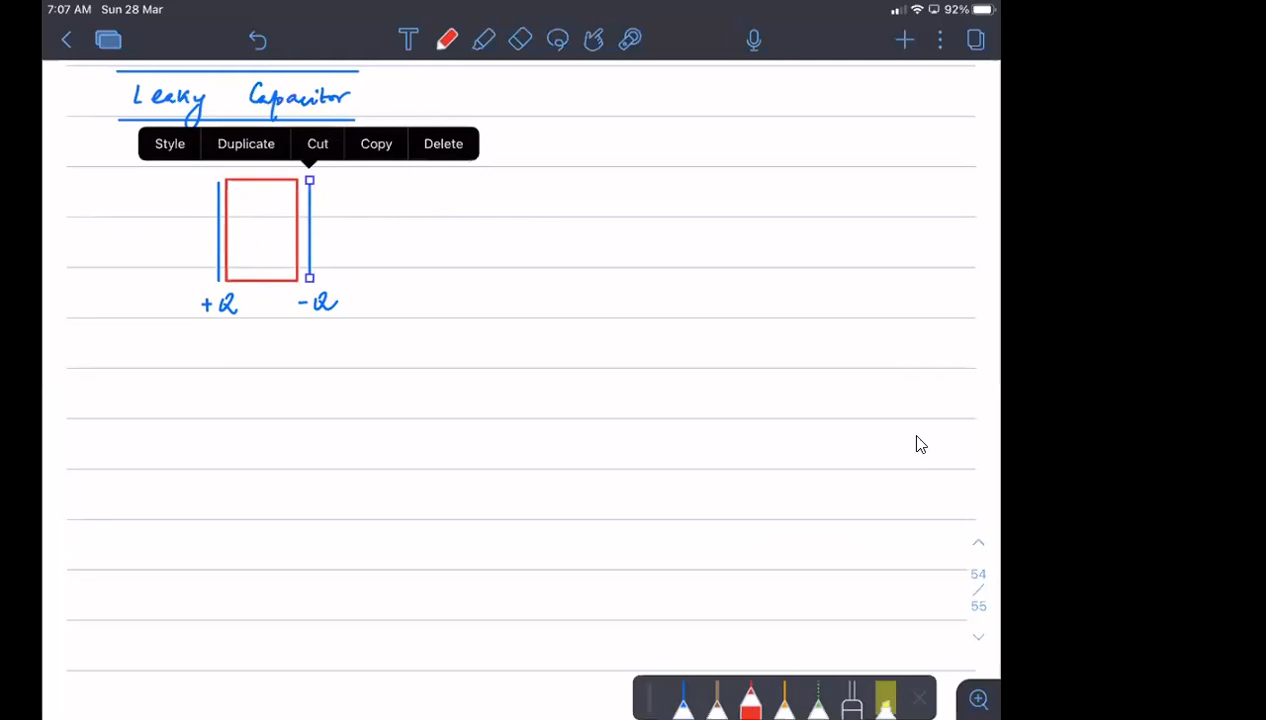 7:07 AM Sun 28 Mar 92%
T
Leaky Capacitor
Style Duplicate Cut Copy Delete
+Q -Q
54
/
55